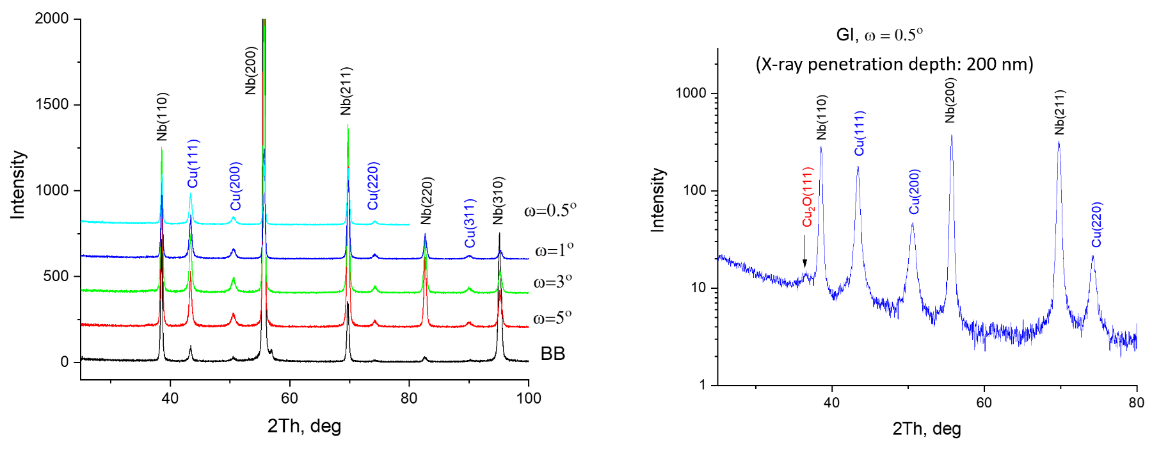 2000
1500
1000
500
0
Intensity
40
60
80
100
2Th, deg
Nb(110)
Cu(111)
Cu(200)
Nb(200)
Nb(211)
Cu(220)
Nb(220)
Cu(311)
Nb(310)
ω=0.5°
ω=1°
ω=3°
ω=5°
BB
GI, ω = 0.5°
(X-ray penetration depth: 200 nm)
1000
100
10
1
Intensity
40
60
80
2Th, deg
Cu₂O(111)
Nb(110)
Cu(111)
Cu(200)
Nb(200)
Nb(211)
Cu(220)